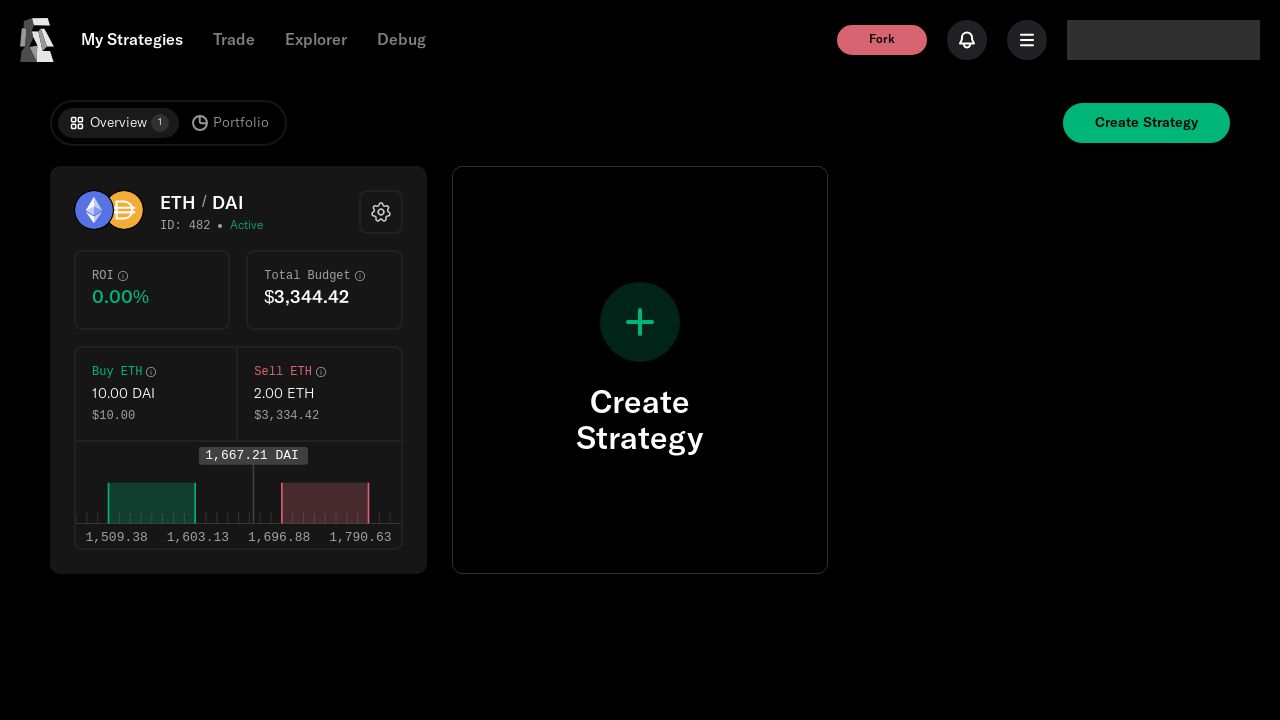 My Strategies
Trade
Explorer
Debug
Fork
Overview 1
Portfolio
Create Strategy
ETH / DAI
ID: 482 • Active
ROI
0.00%
Total Budget
$3,344.42
Buy ETH
10.00 DAI
$10.00
Sell ETH
2.00 ETH
$3,334.42
1,667.21 DAI
1,509.38 1,603.13 1,696.88 1,790.63
Create
Strategy